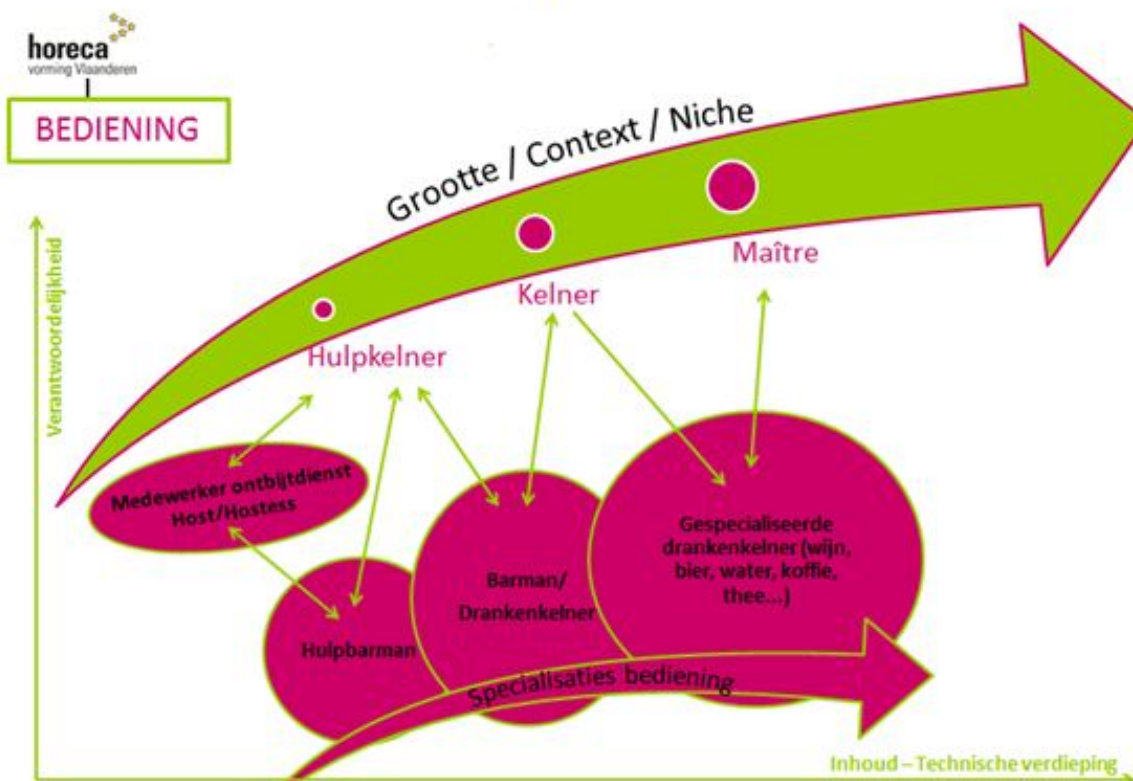 horeca
vorming Vlaanderen
BEDIENING
Grootte / Context / Niche
Maître
Kelner
Hulpkelner
Verantwoordelijkheid
Medewerker ontbijtdienst
Host/Hostess
Gespecialiseerde
drankenkelner (wijn,
bier, water, koffie,
thee...)
Barman/
Drankenkelner
Hulpbarman
Specialisaties bediening
Inhoud – Technische verdieping